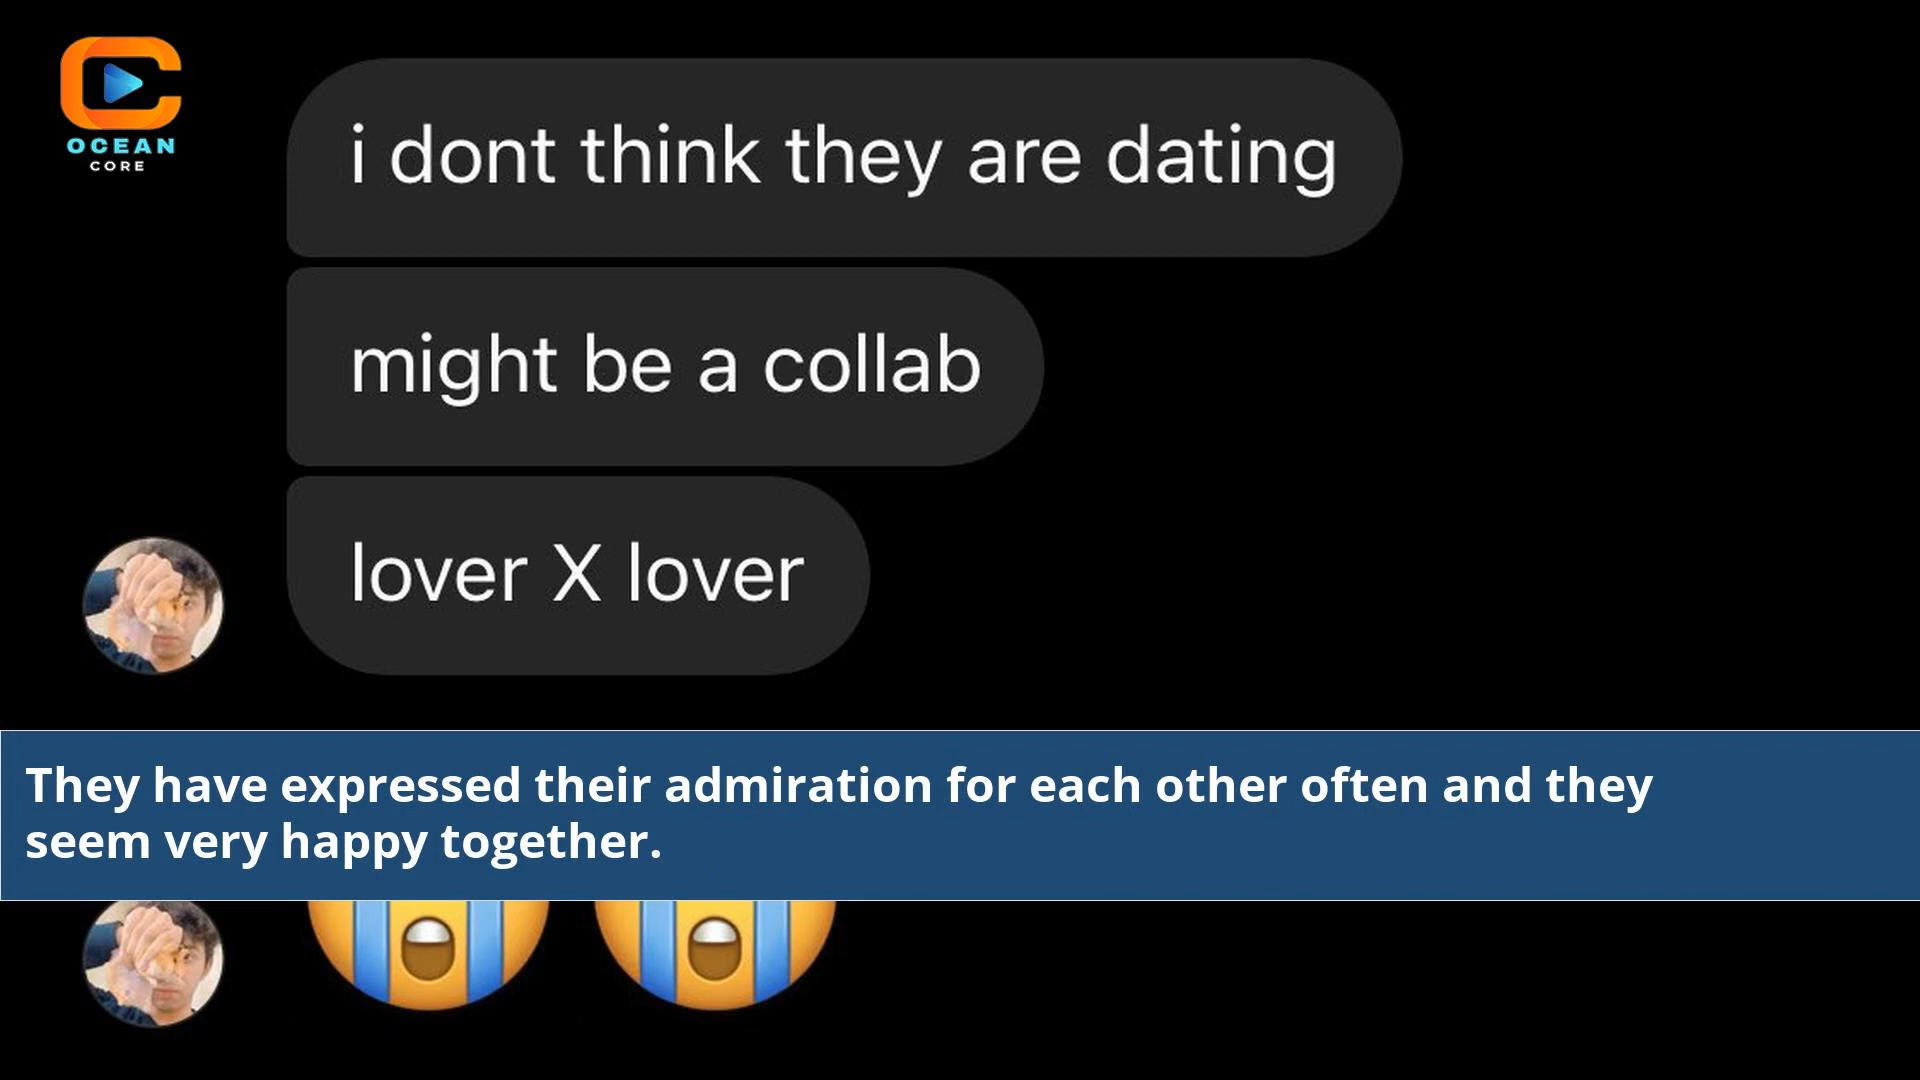 OCEAN
CORE
i dont think they are dating
might be a collab
lover X lover
They have expressed their admiration for each other often and they
seem very happy together.